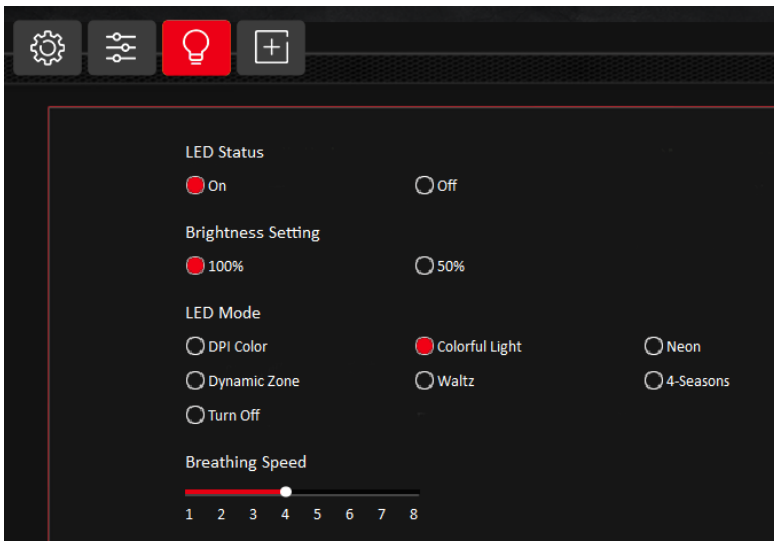 LED Status
On Off
Brightness Setting
100% 50%
LED Mode
DPI Color Colorful Light Neon
Dynamic Zone Waltz 4-Seasons
Turn Off
Breathing Speed
1 2 3 4 5 6 7 8